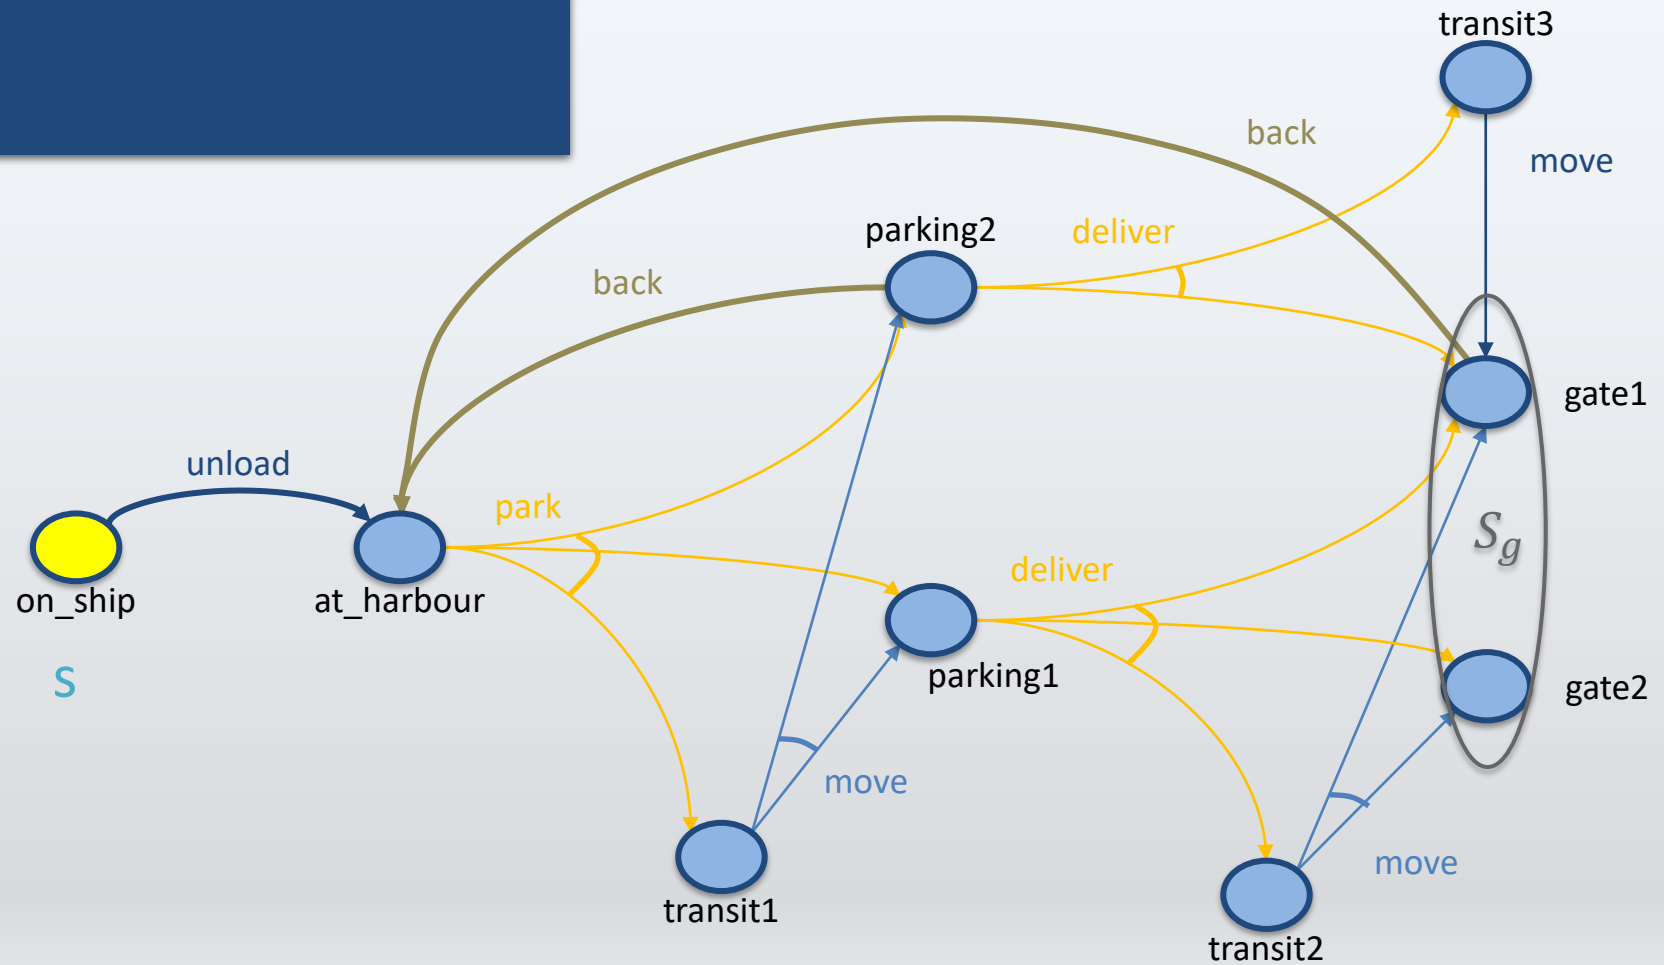 transit3
back
move
parking2
deliver
back
gate1
unload
park
S_g
deliver
on_ship
at_harbour
parking1
s
gate2
move
move
transit1
transit2